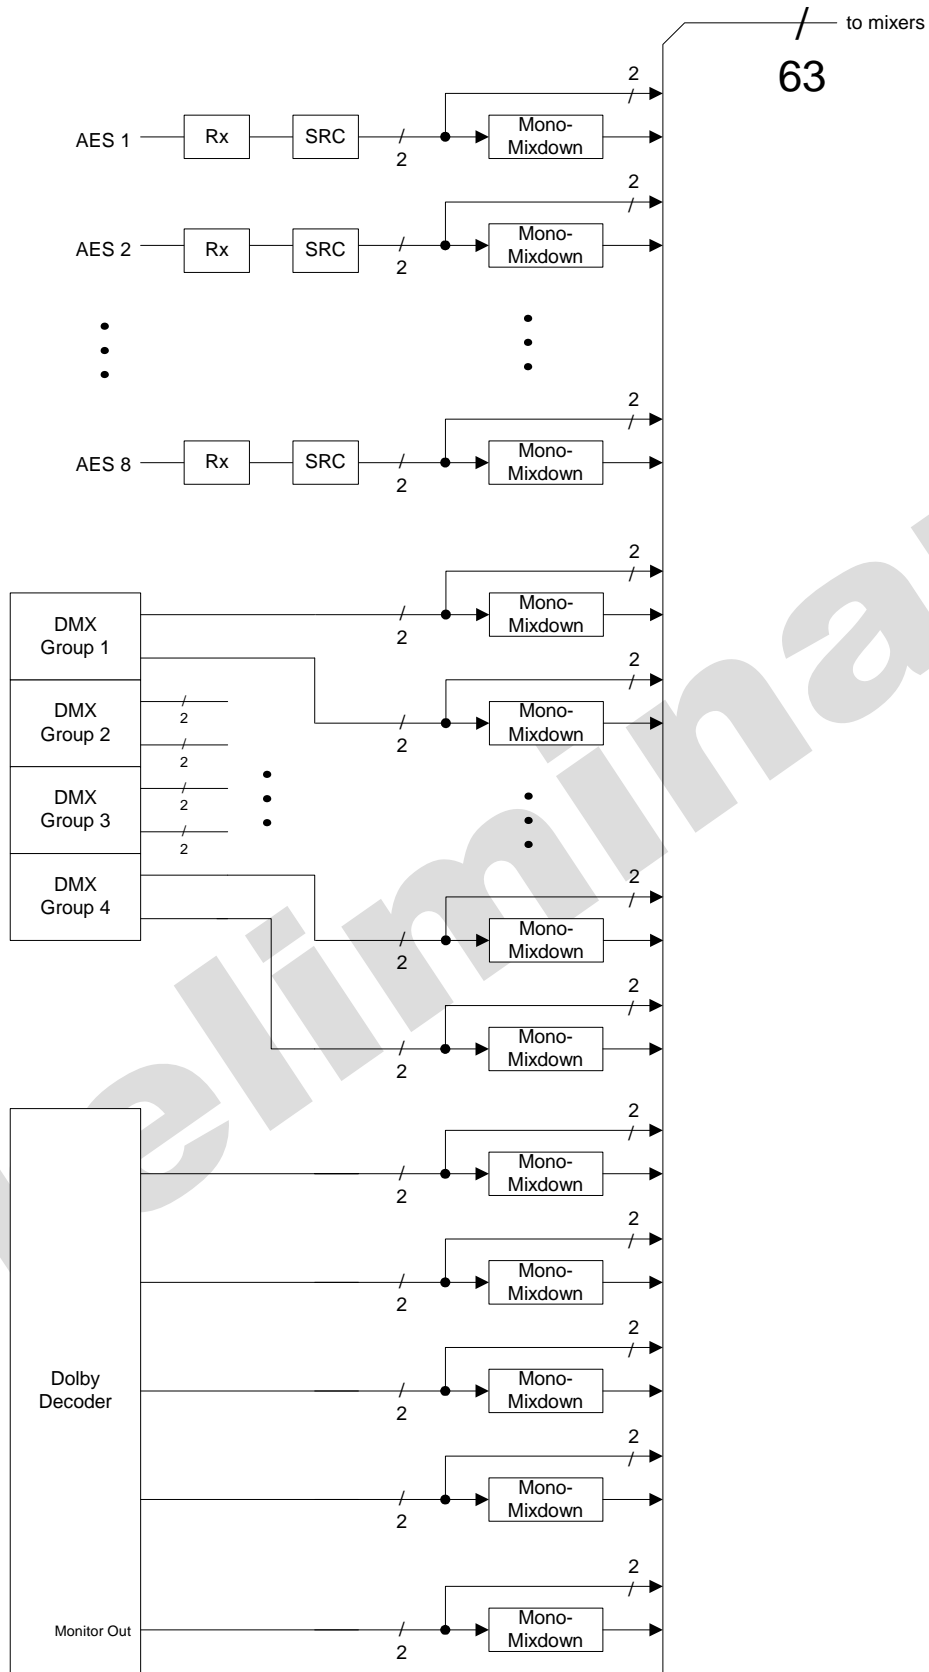 to mixers
63
2
AES 1
Rx
SRC
2
Mono-
Mixdown
2
AES 2
Rx
SRC
2
Mono-
Mixdown
2
AES 8
Rx
SRC
2
Mono-
Mixdown
2
DMX
Group 1
2
Mono-
Mixdown
2
DMX
Group 2
2
2
2
Mono-
Mixdown
DMX
Group 3
2
2
DMX
Group 4
2
2
Mono-
Mixdown
2
2
Mono-
Mixdown
2
2
Mono-
Mixdown
2
2
Mono-
Mixdown
Dolby
Decoder
2
2
Mono-
Mixdown
2
2
Mono-
Mixdown
2
Monitor Out
2
Mono-
Mixdown
elimina